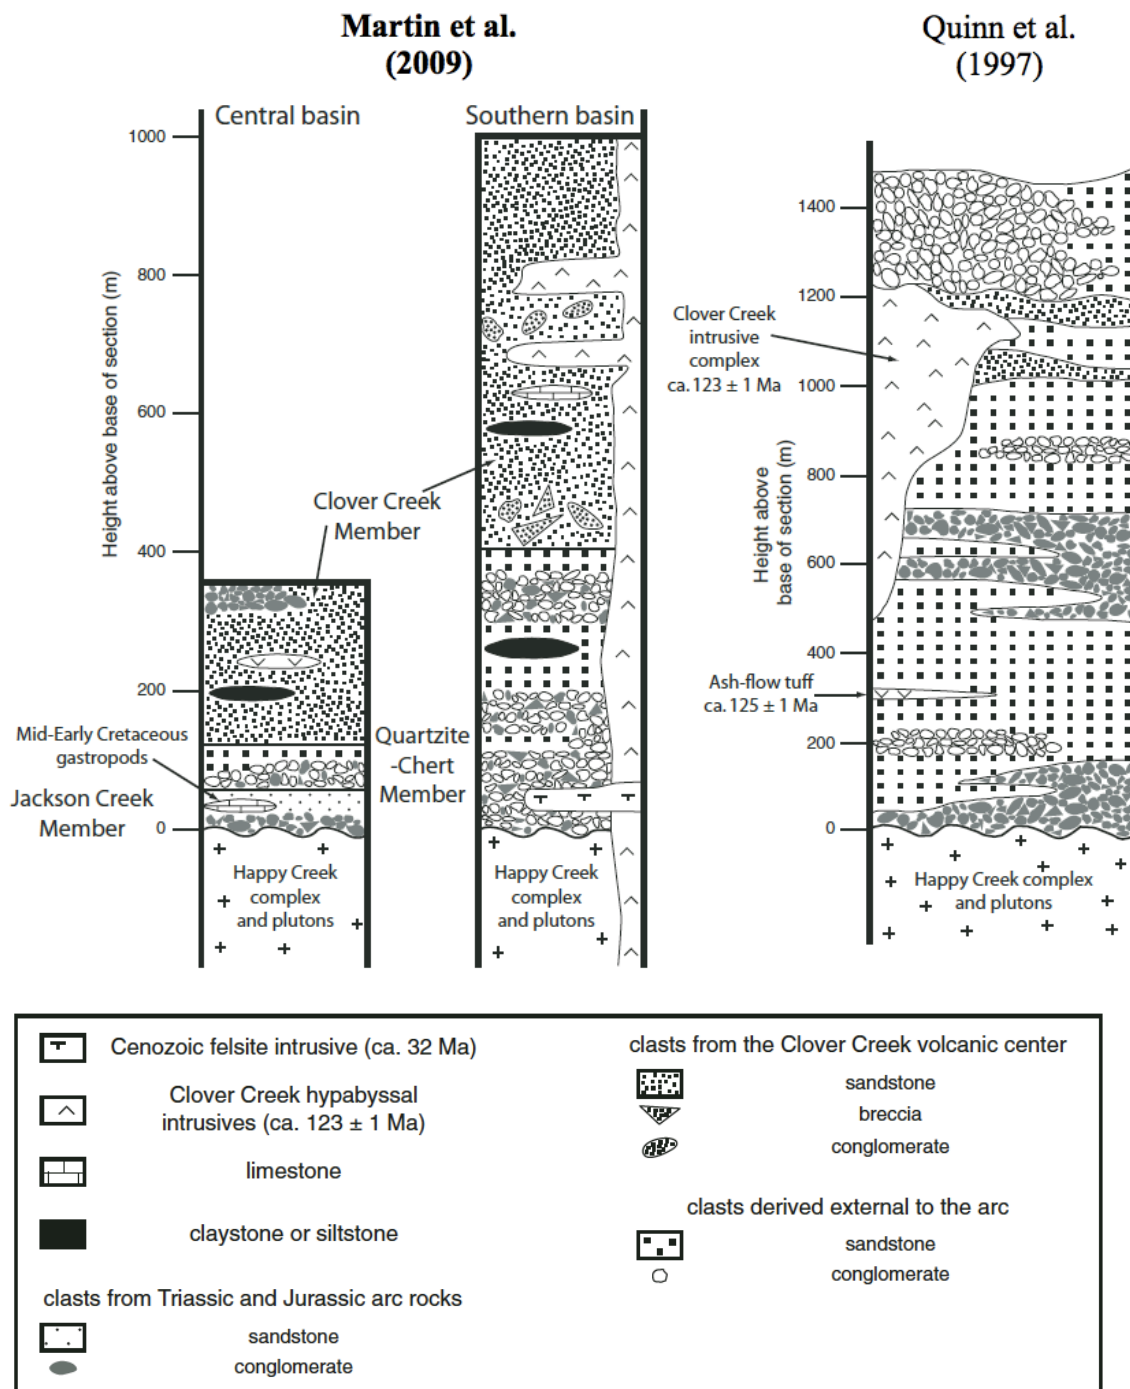 Martin et al.
(2009)
Quinn et al.
(1997)
Central basin
Southern basin
1000
800
600
400
200
0
Height above base of section (m)
Clover Creek
Member
Mid-Early Cretaceous
gastropods
Jackson Creek
Member
Quartzite
-Chert
Member
Happy Creek
complex
and plutons
Happy Creek
complex
and plutons
1400
1200
1000
800
600
400
200
0
Height above
base of section (m)
Clover Creek
intrusive
complex
ca. 123 ± 1 Ma
Ash-flow tuff
ca. 125 ± 1 Ma
Happy Creek complex
and plutons
Cenozoic felsite intrusive (ca. 32 Ma)
Clover Creek hypabyssal
intrusives (ca. 123 ± 1 Ma)
limestone
claystone or siltstone
clasts from Triassic and Jurassic arc rocks
sandstone
conglomerate
clasts from the Clover Creek volcanic center
sandstone
breccia
conglomerate
clasts derived external to the arc
sandstone
conglomerate